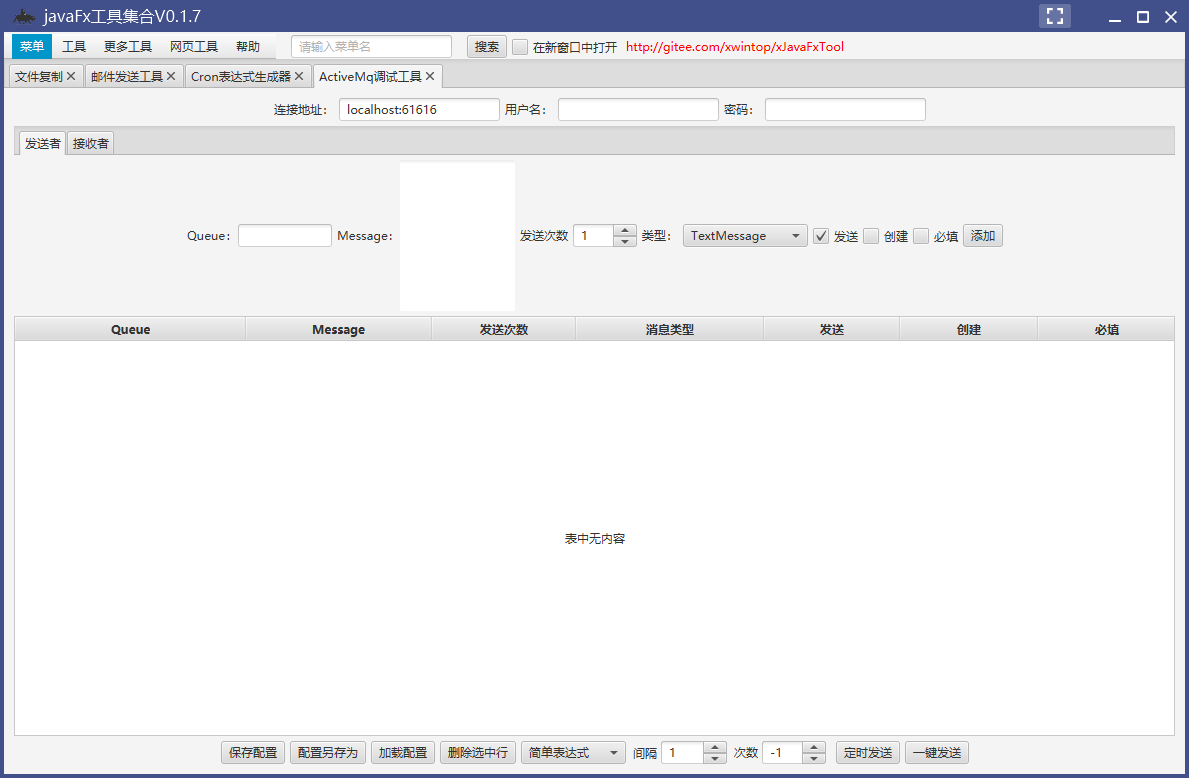 javaFx工具集合V0.1.7
菜单 工具 更多工具 网页工具 帮助 请输入菜单名 搜索 在新窗口中打开 http://gitee.com/xwintop/xJavaFxTool
文件复制 邮件发送工具 Cron表达式生成器 ActiveMq调试工具
连接地址： localhost:61616 用户名： 密码：
发送者 接收者
Queue： Message： 发送次数 1 类型： TextMessage 发送 创建 必填 添加
Queue Message 发送次数 消息类型 发送 创建 必填
表中无内容
保存配置 配置另存为 加载配置 删除选中行 简单表达式 间隔 1 次数 -1 定时发送 一键发送